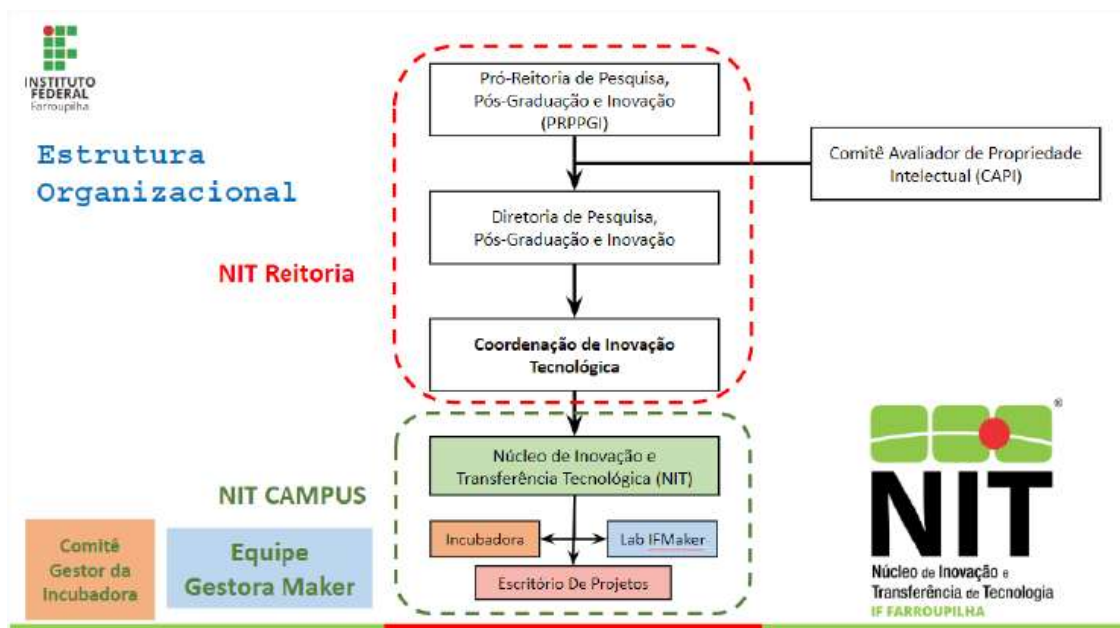 INSTITUTO
FEDERAL
Farroupilha
Estrutura
Organizacional
Pró-Reitoria de Pesquisa,
Pós-Graduação e Inovação
(PRPPGI)
Comitê Avaliador de Propriedade
Intelectual (CAPI)
Diretoria de Pesquisa,
Pós-Graduação e Inovação
NIT Reitoria
Coordenação de Inovação
Tecnológica
Núcleo de Inovação e
Transferência Tecnológica (NIT)
NIT CAMPUS
Incubadora
Lab IFMaker
Escritório De Projetos
Comitê
Gestor da
Incubadora
Equipe
Gestora Maker
®
NIT
Núcleo de Inovação e
Transferência de Tecnologia
IF FARROUPILHA